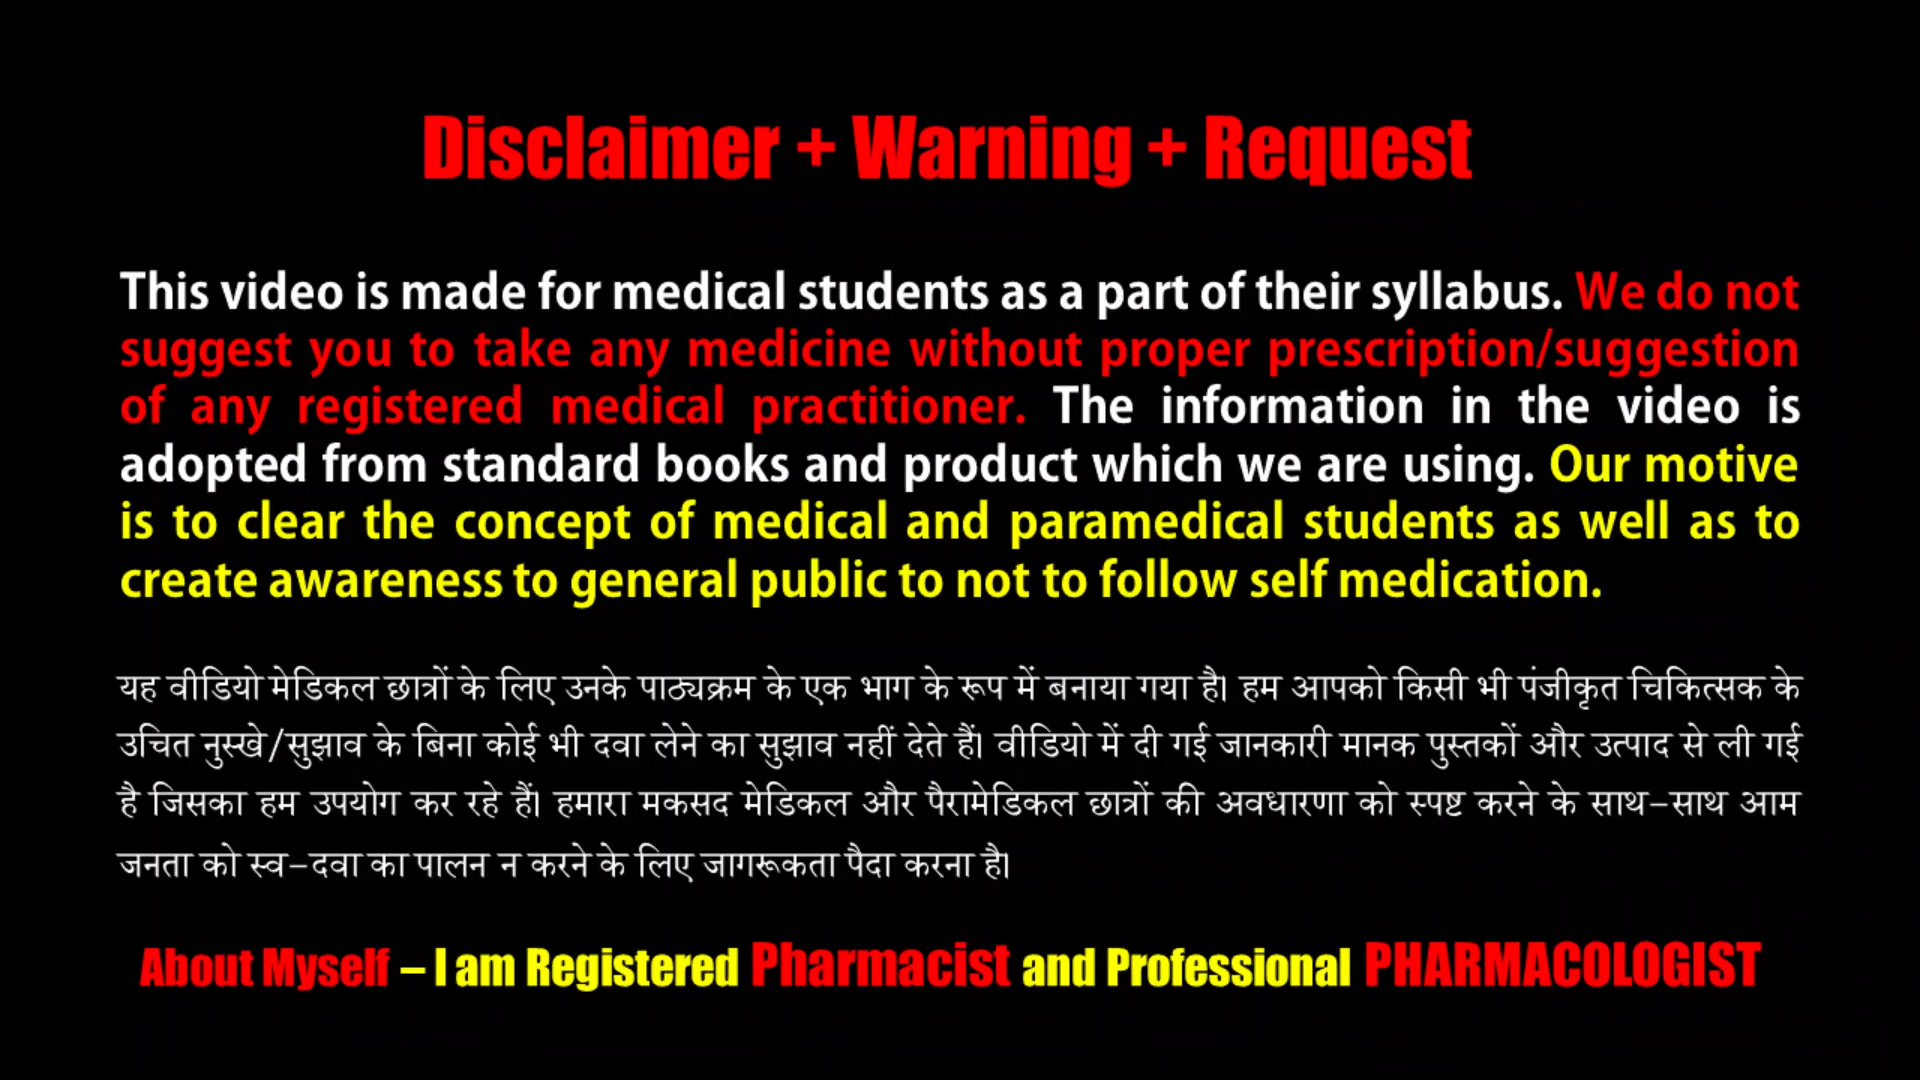 Disclaimer + Warning + Request
This video is made for medical students as a part of their syllabus. We do not
suggest you to take any medicine without proper prescription/suggestion
of any registered medical practitioner. The information in the video is
adopted from standard books and product which we are using. Our motive
is to clear the concept of medical and paramedical students as well as to
create awareness to general public to not to follow self medication.
यह वीडियो मेडिकल छात्रों के लिए उनके पाठ्यक्रम के एक भाग के रूप में बनाया गया है। हम आपको किसी भी पंजीकृत चिकित्सक के
उचित नुस्खे/सुझाव के बिना कोई भी दवा लेने का सुझाव नहीं देते हैं। वीडियो में दी गई जानकारी मानक पुस्तकों और उत्पाद से ली गई
है जिसका हम उपयोग कर रहे हैं। हमारा मकसद मेडिकल और पैरामेडिकल छात्रों की अवधारणा को स्पष्ट करने के साथ-साथ आम
जनता को स्व-दवा का पालन न करने के लिए जागरूकता पैदा करना है।
About Myself – I am Registered Pharmacist and Professional PHARMACOLOGIST